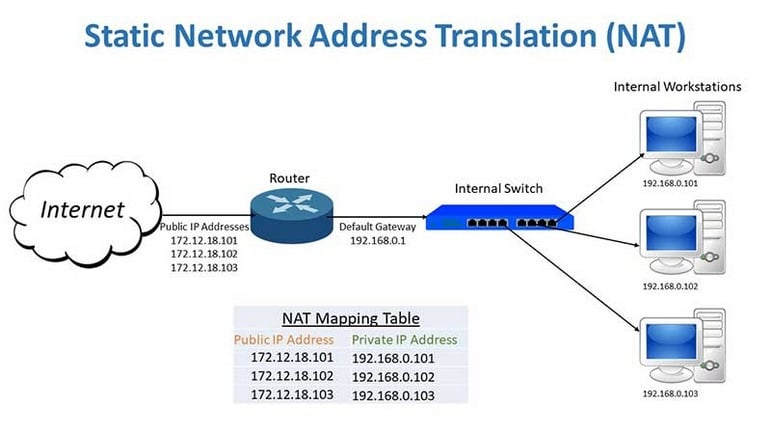 Static Network Address Translation (NAT)
Internal Workstations
Internet
Router
Internal Switch
Public IP Addresses
172.12.18.101
172.12.18.102
172.12.18.103
Default Gateway
192.168.0.1
192.168.0.101
192.168.0.102
192.168.0.103
NAT Mapping Table
Public IP Address Private IP Address
172.12.18.101 192.168.0.101
172.12.18.102 192.168.0.102
172.12.18.103 192.168.0.103